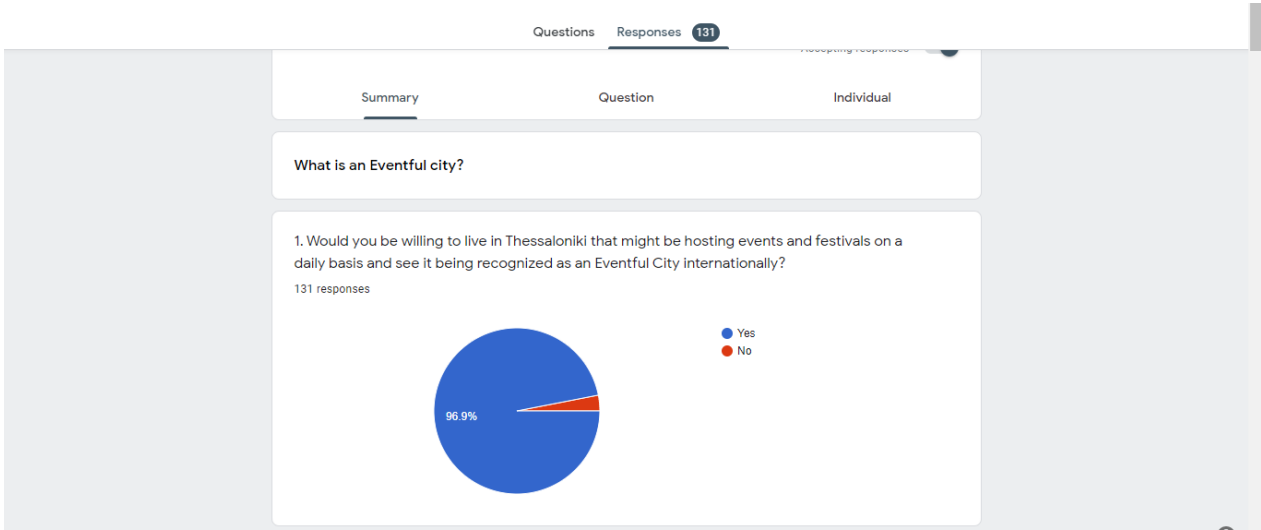 Questions Responses 131
Accepting responses
Summary Question Individual
What is an Eventful city?
1. Would you be willing to live in Thessaloniki that might be hosting events and festivals on a
daily basis and see it being recognized as an Eventful City internationally?
131 responses
Yes
No
96.9%